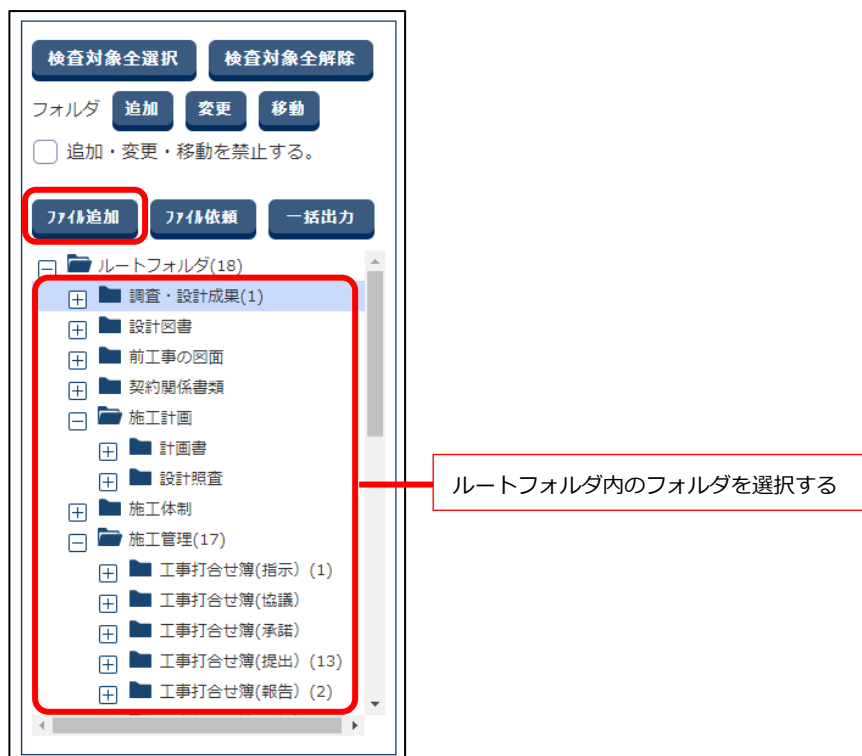 検査対象全選択 検査対象全解除
フォルダ 追加 変更 移動
追加・変更・移動を禁止する。
ﾌｧｲﾙ追加 ﾌｧｲﾙ依頼 一括出力
ルートフォルダ(18)
調査・設計成果(1)
設計図書
前工事の図面
契約関係書類
施工計画
計画書
設計照査
ルートフォルダ内のフォルダを選択する
施工体制
施工管理(17)
工事打合せ簿(指示）(1)
工事打合せ簿(協議）
工事打合せ簿(承諾）
工事打合せ簿(提出）(13)
工事打合せ簿(報告）(2)